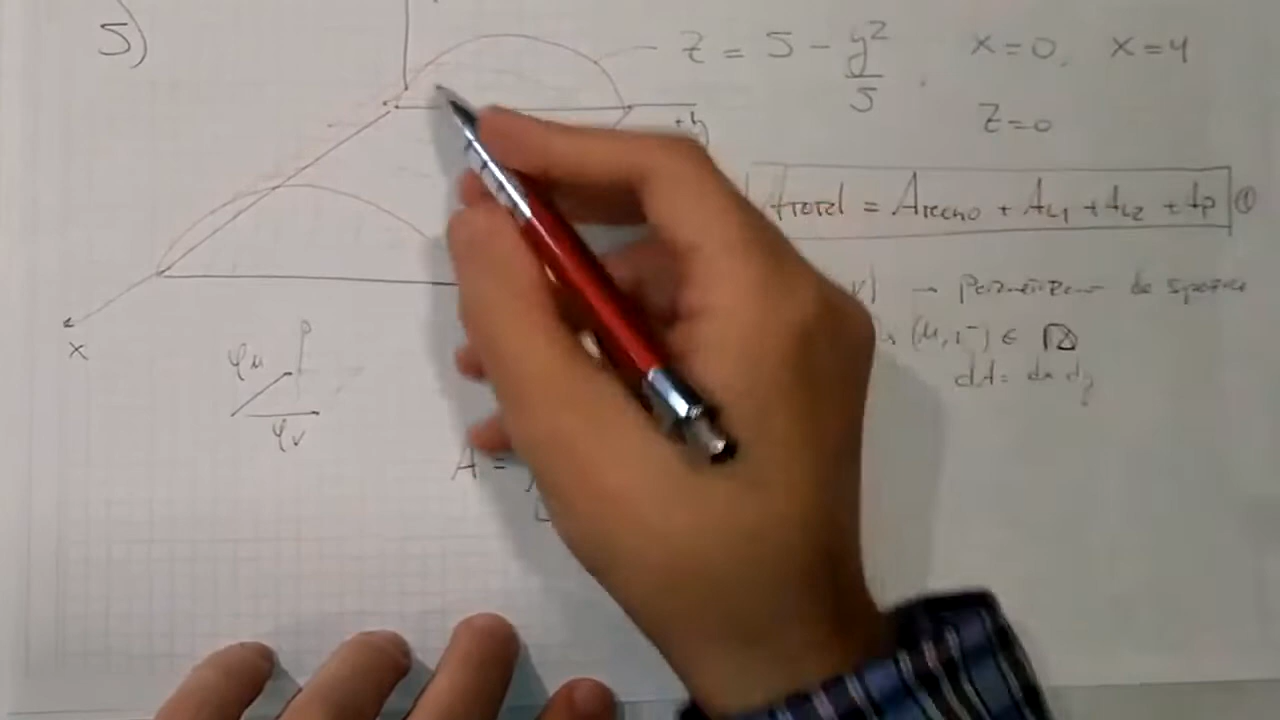 5)
z = 5 - y²/5 , x=0, x=4
z=0
+y
Atotal = Atecho + AL1 + AL2 + Ap ①
v) →
(u,v) ∈ D
dA = dx dy
x
φu
φv
A =